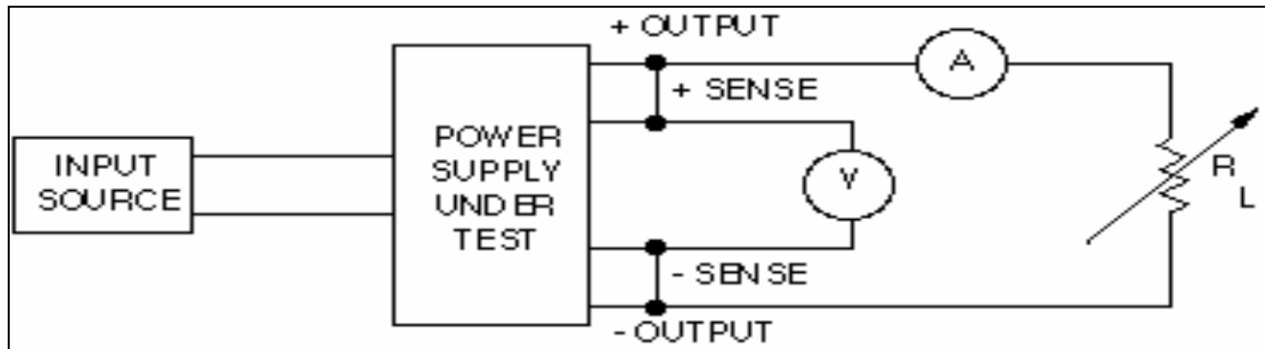 + OUTPUT
A
+ SENSE
POWER
SUPPLY
UNDER
TEST
INPUT
SOURCE
V
R
L
- SENSE
- OUTPUT